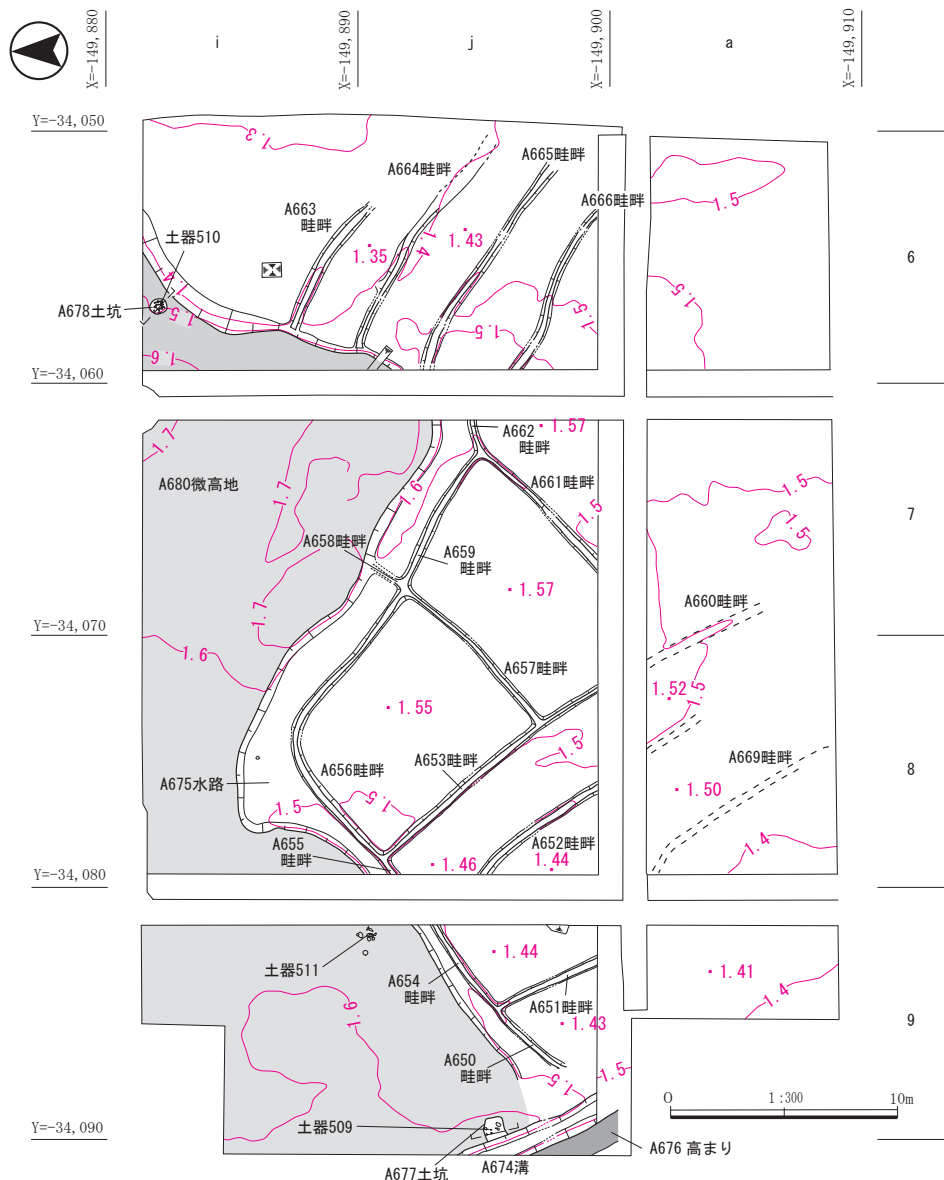 X=-149,880
i
X=-149,890
j
X=-149,900
a
X=-149,910
Y=-34,050
1.3
A664畦畔
A665畦畔
A663
畦畔
A666畦畔
1.5
土器510
1.35
1.4
1.43
6
1.4
A678土坑
1.5
1.5
1.5
1.6
Y=-34,060
1.7
A662
畦畔
1.57
A680微高地
1.7
1.6
A661畦畔
1.5
1.5
1.5
7
A658畦畔
A659
畦畔
1.57
1.7
A660畦畔
Y=-34,070
1.6
A657畦畔
1.55
1.52
1.5
A656畦畔
A653畦畔
1.5
A669畦畔
A675水路
1.50
8
1.5
1.5
A655
畦畔
A652畦畔
1.46
1.44
1.4
Y=-34,080
土器511
1.44
1.41
A654
畦畔
A651畦畔
1.4
1.6
1.43
9
A650
畦畔
1.5
1.5
0
1:300
10m
Y=-34,090
土器509
A677土坑
A674溝
A676 高まり